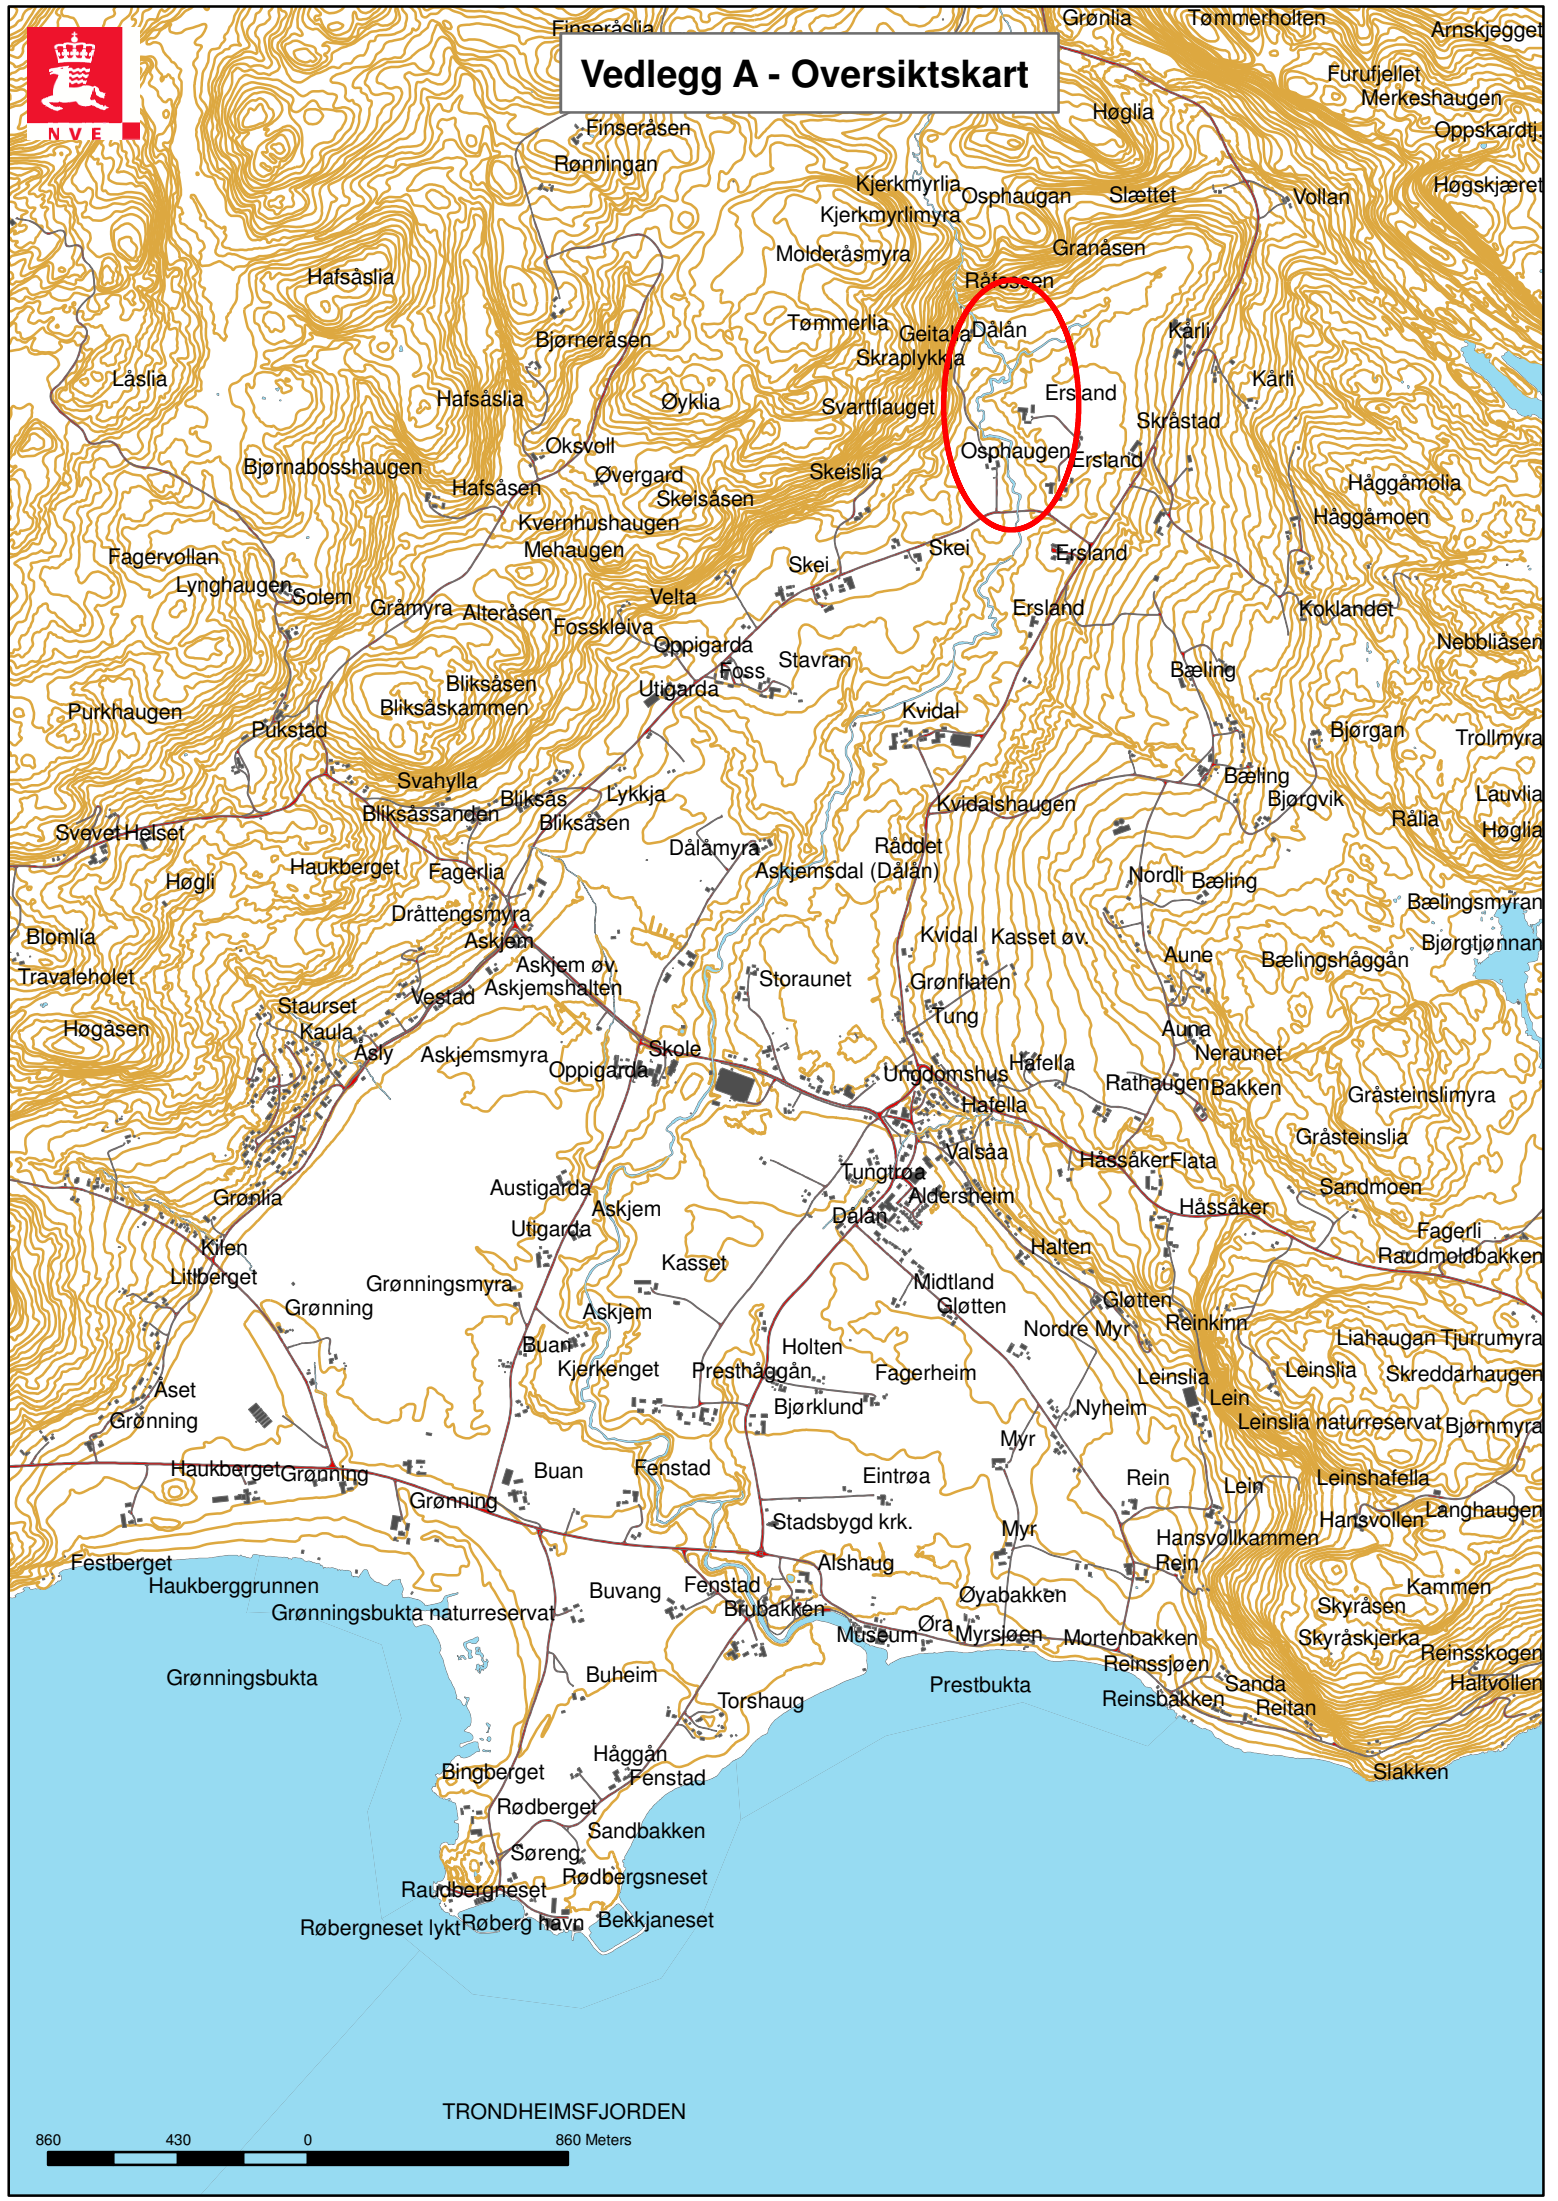 Finseråslia
Grønlia
Tømmerholten
Arnskjegget
Vedlegg A - Oversiktskart
NVE
Furufjellet
Merkeshaugen
Høglia
Oppskardtj.
Finseråsen
Rønningan
Kjerkmyrlia
Osphaugan
Slættet
Vollan
Høgskjæret
Kjerkmyrlimyra
Molderåsmyra
Granåsen
Hafsåslia
Råfossen
Tømmerlia
Geitalia
Dålån
Kårli
Bjørneråsen
Skraplykkja
Låslia
Kårli
Hafsåslia
Øyklia
Svartflauget
Ersland
Skråstad
Oksvoll
Osphaugen
Ersland
Bjørnabosshaugen
Øvergard
Skeislia
Hafsåsen
Skeisåsen
Håggåmolia
Kvernhushaugen
Håggåmoen
Mehaugen
Skei
Ersland
Fagervollan
Skei
Lynghaugen
Solem
Velta
Gråmyra
Alteråsen
Ersland
Koklandet
Fosskleiva
Nebbliåsen
Oppigarda
Stavran
Foss
Bæling
Bliksåsen
Utigarda
Bliksåskammen
Purkhaugen
Kvidal
Pukstad
Bjørgan
Trollmyra
Svahylla
Bæling
Lykkja
Bliksås
Bjørgvik
Lauvlia
Bliksåssanden
Kvidalshaugen
Bliksåsen
Rålia
Svevet
Helset
Høglia
Dålåmyra
Råddet
Haukberget
Fagerlia
Askjemsdal (Dålån)
Høgli
Nordli
Bæling
Dråttengsmyra
Bælingsmyran
Blomlia
Askjem
Kvidal
Kasset øv.
Bjørgtjønnan
Askjem øv.
Aune
Bælingshåggån
Travaleholet
Askjemshalten
Storaunet
Grønflaten
Staurset
Vestad
Tung
Høgåsen
Kaula
Auna
Åsly
Askjemsmyra
Skole
Neraunet
Oppigarda
Ungdomshus
Hafella
Rathaugen
Bakken
Hafella
Gråsteinslimyra
Gråsteinslia
Valsåa
Håssåker
Flata
Tungtrøa
Austigarda
Grønlia
Aldersheim
Sandmoen
Askjem
Dålån
Håssåker
Utigarda
Fagerli
Kilen
Halten
Raudmoldbakken
Litlberget
Kasset
Grønningsmyra
Midtland
Grønning
Askjem
Gløtten
Gløtten
Nordre Myr
Reinkinn
Buan
Holten
Liahaugan
Tjurrumyra
Kjerkenget
Presthåggån
Fagerheim
Leinslia
Leinslia
Skreddarhaugen
Åset
Bjørklund
Nyheim
Lein
Grønning
Leinslia naturreservat
Bjørnmyra
Myr
Haukberget
Grønning
Buan
Fenstad
Eintrøa
Rein
Lein
Leinshafella
Grønning
Langhaugen
Stadsbygd krk.
Hansvollen
Myr
Hansvollkammen
Festberget
Alshaug
Rein
Haukberggrunnen
Buvang
Fenstad
Øyabakken
Kammen
Grønningsbukta naturreservat
Brubakken
Skyråsen
Museum
Øra
Myrsjøen
Mortenbakken
Skyråskjerka
Reinsskogen
Grønningsbukta
Buheim
Prestbukta
Reinssjøen
Sanda
Haltvollen
Torshaug
Reinsbakken
Reitan
Håggån
Bingberget
Fenstad
Slakken
Rødberget
Sandbakken
Søreng
Rødbergsneset
Raudbergneset
Røbergneset lykt
Røberg havn
Bekkjaneset
TRONDHEIMSFJORDEN
860 430 0 860 Meters